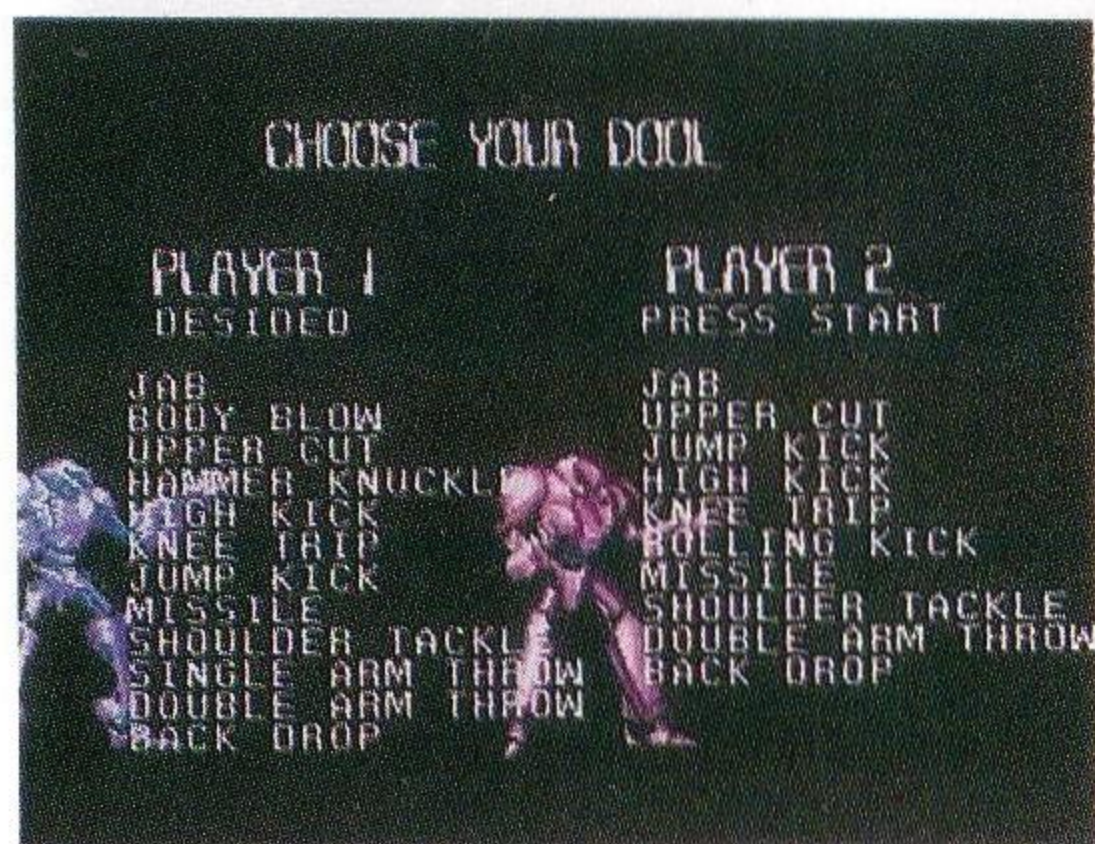 CHOOSE YOUR DOOL
PLAYER 1
DESIDED
JAB
BODY BLOW
UPPER CUT
HAMMER KNUCKLE
HIGH KICK
KNEE TRIP
JUMP KICK
MISSILE
SHOULDER TACKLE
SINGLE ARM THROW
DOUBLE ARM THROW
BACK DROP
PLAYER 2
PRESS START
JAB
UPPER CUT
JUMP KICK
HIGH KICK
KNEE TRIP
ROLLING KICK
MISSILE
SHOULDER TACKLE
DOUBLE ARM THROW
BACK DROP